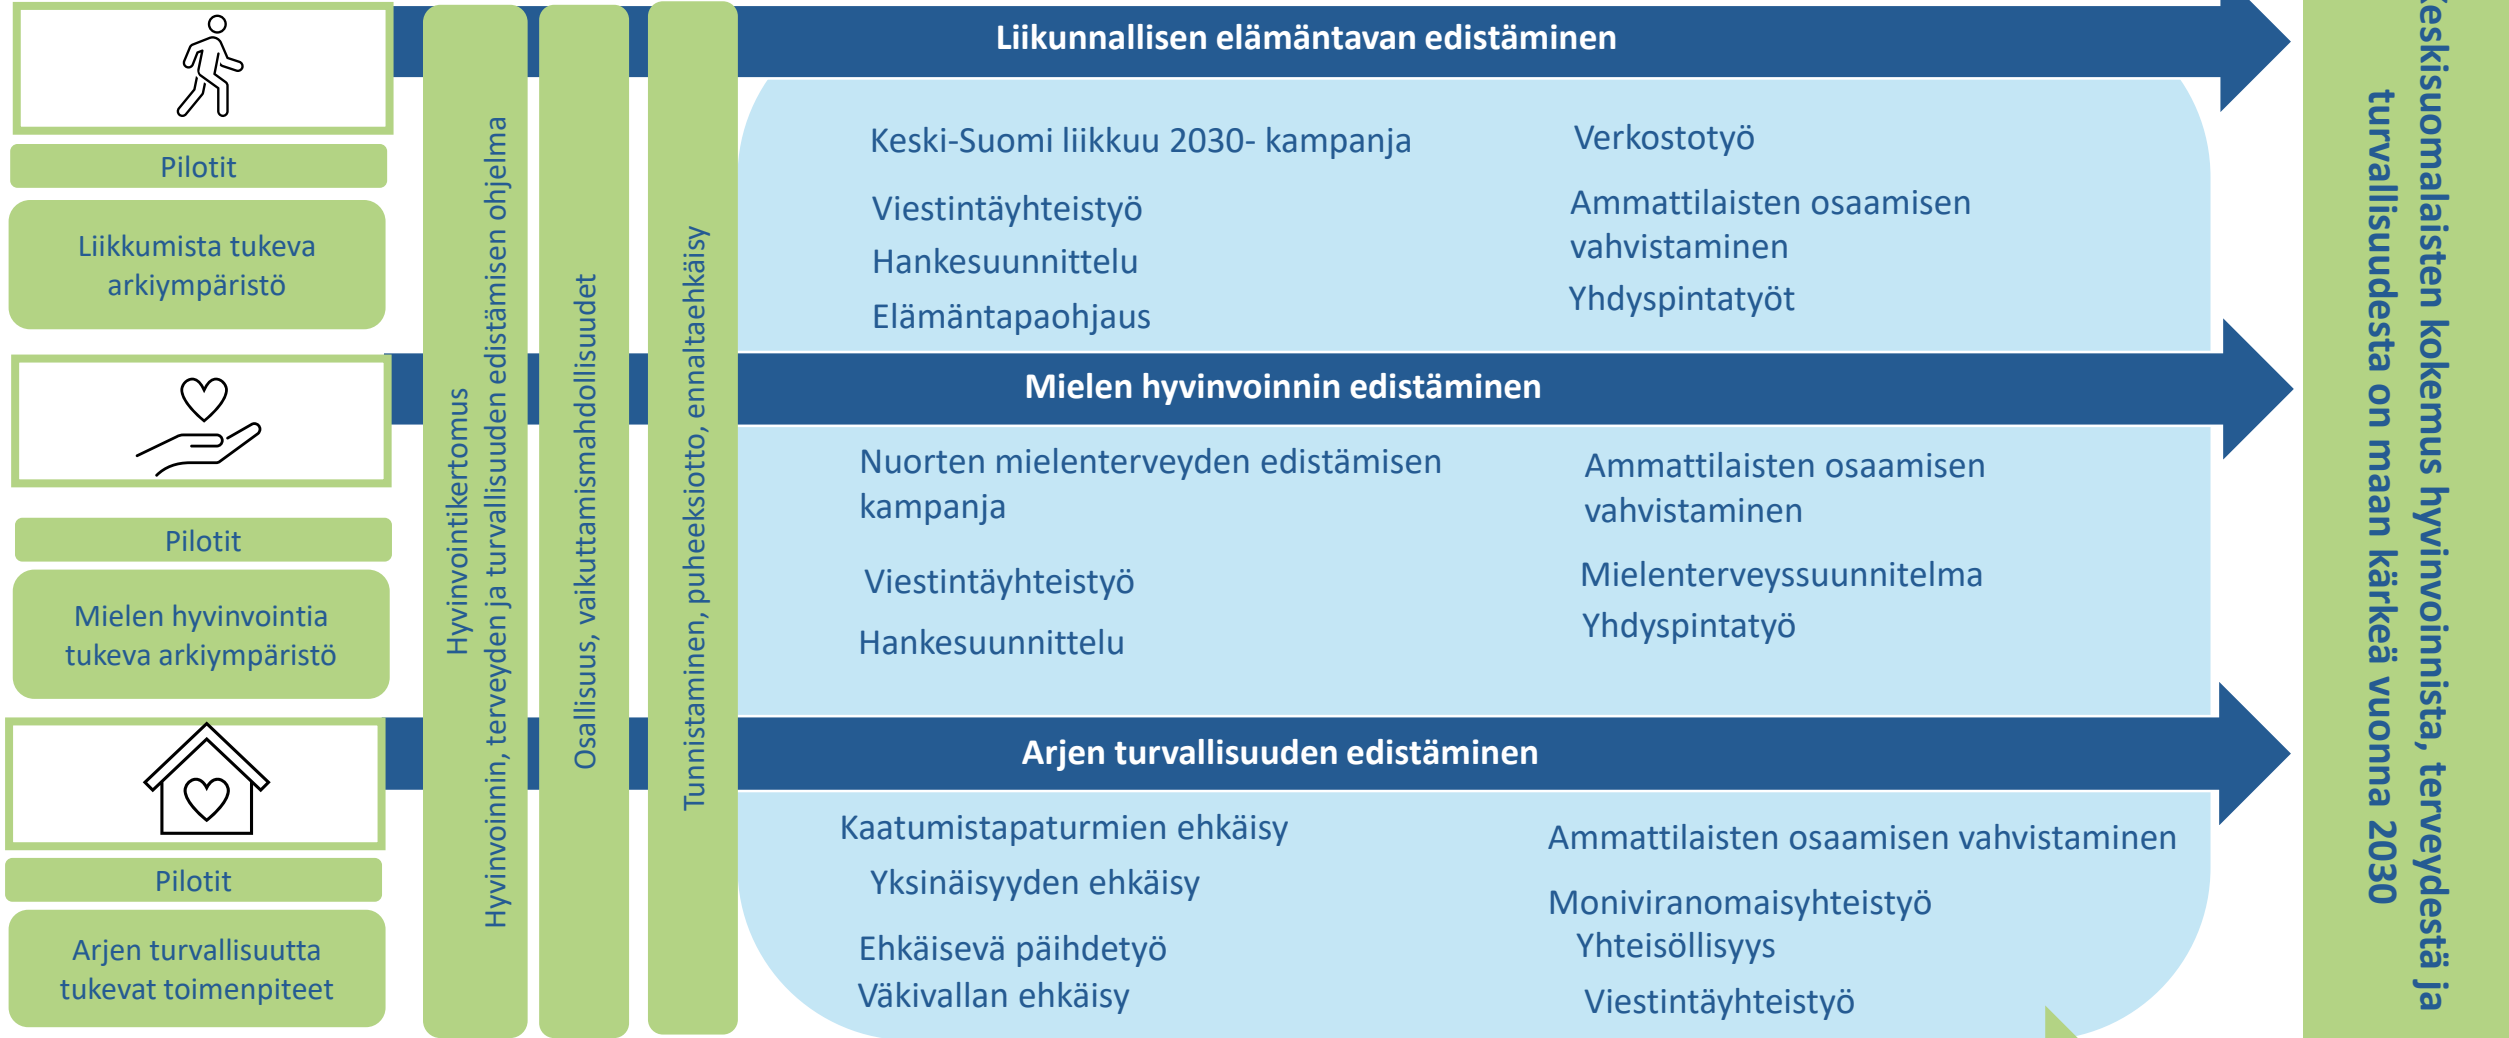 Liikunnallisen elämäntavan edistäminen
Pilotit
Liikkumista tukeva
arkiympäristö
Keski-Suomi liikkuu 2030- kampanja
Viestintäyhteistyö
Hankesuunnittelu
Elämäntapaohjaus
Verkostotyö
Ammattilaisten osaamisen
vahvistaminen
Yhdyspintatyöt
Mielen hyvinvoinnin edistäminen
Pilotit
Mielen hyvinvointia
tukeva arkiympäristö
Nuorten mielenterveyden edistämisen
kampanja
Viestintäyhteistyö
Hankesuunnittelu
Ammattilaisten osaamisen
vahvistaminen
Mielenterveyssuunnitelma
Yhdyspintatyö
Arjen turvallisuuden edistäminen
Pilotit
Arjen turvallisuutta
tukevat toimenpiteet
Kaatumistapaturmien ehkäisy
Yksinäisyyden ehkäisy
Ehkäisevä päihdetyö
Väkivallan ehkäisy
Ammattilaisten osaamisen vahvistaminen
Moniviranomaisyhteistyö
Yhteisöllisyys
Viestintäyhteistyö
Hyvinvointikertomus
Hyvinvoinnin, terveyden ja turvallisuuden edistämisen ohjelma
Osallisuus, vaikuttamismahdollisuudet
Tunnistaminen, puheeksiotto, ennaltaehkäisy
Keskisuomalaisten kokemus hyvinvoinnista, terveydestä ja
turvallisuudesta on maan kärkeä vuonna 2030